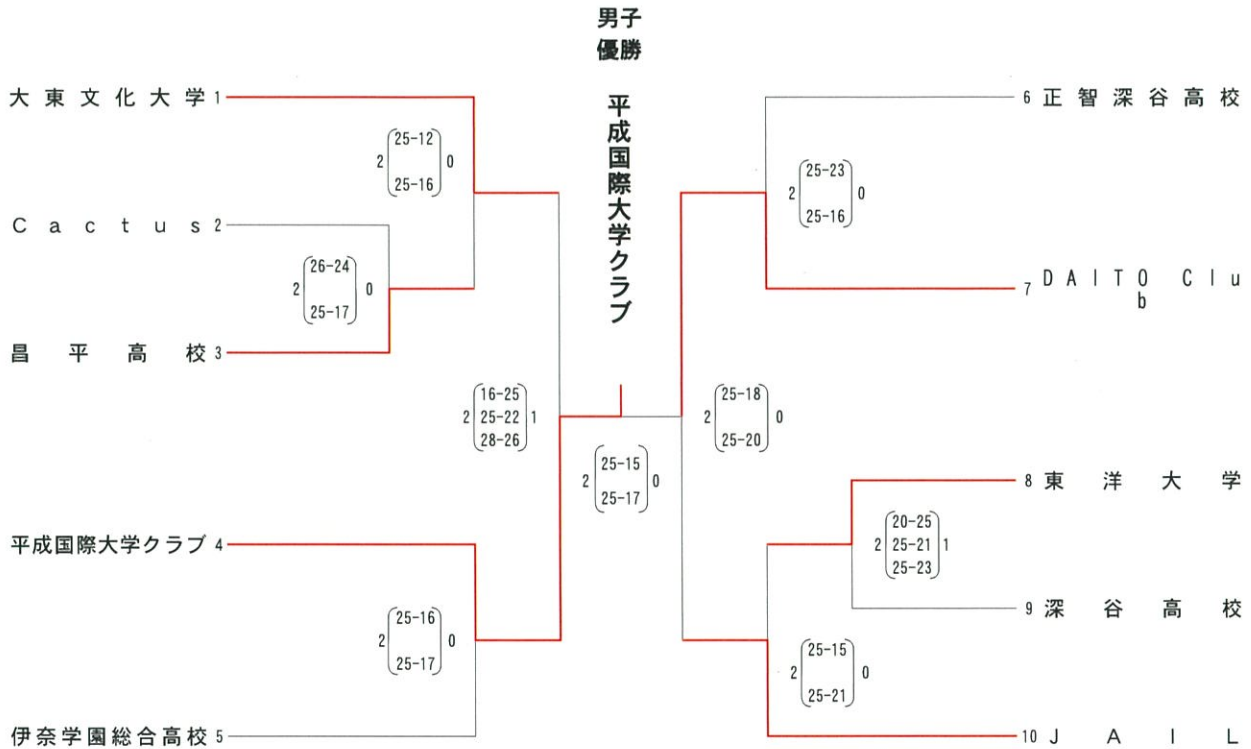 男子
優勝
平成国際大学クラブ
大東文化大学 1
2 25-12 0
25-16
Cactus 2
2 26-24 0
25-17
昌平高校 3
16-25
2 25-22 1
28-26
平成国際大学クラブ 4
2 25-16 0
25-17
伊奈学園総合高校 5
2 25-15 0
25-17
6 正智深谷高校
2 25-23 0
25-16
7 DAITO Clu
b
2 25-18 0
25-20
8 東洋大学
20-25
2 25-21 1
25-23
9 深谷高校
2 25-15 0
25-21
10 JAIL